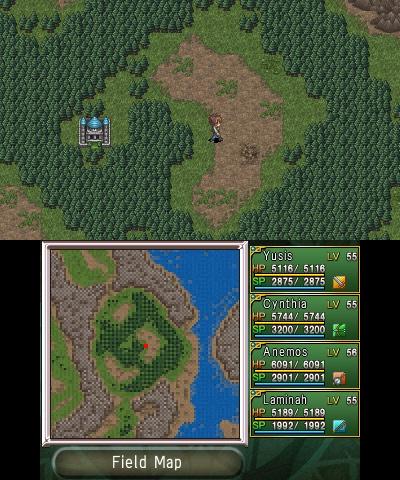 Yusis LV 55
HP 5116/ 5116
SP 2875/ 2875
Cynthia LV 55
HP 5744/ 5744
SP 3200/ 3200
Anemos LV 56
HP 6091/ 6091
SP 2901/ 2901
Laminah LV 55
HP 5189/ 5189
SP 1992/ 1992
Field Map